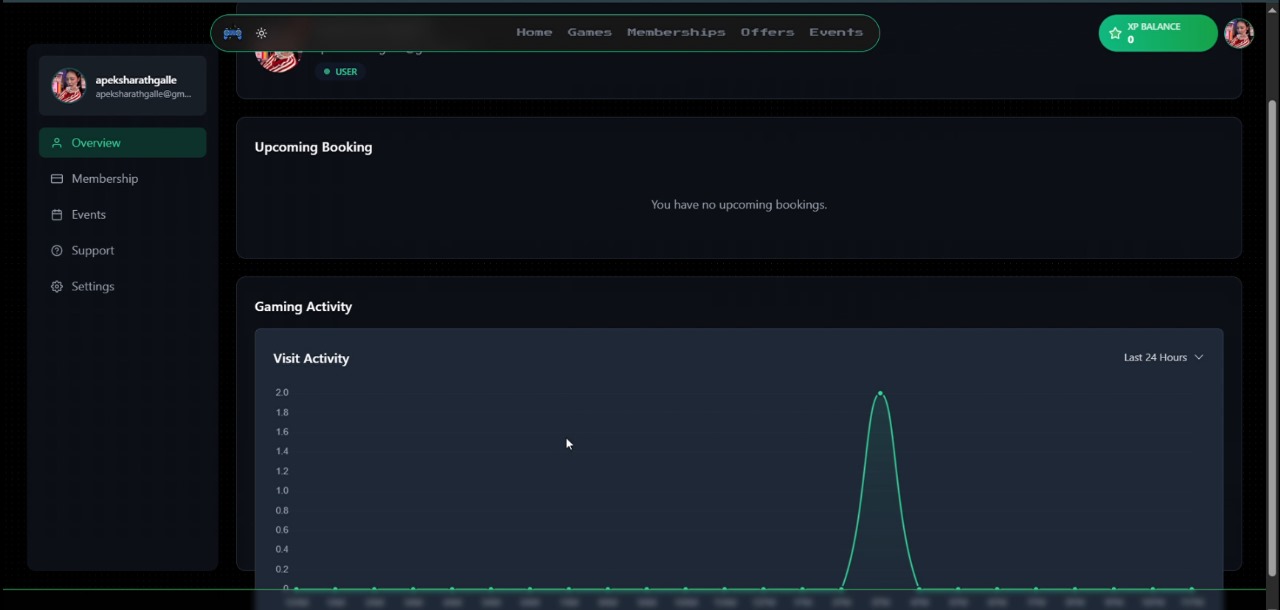 Home Games Memberships Offers Events
XP BALANCE
0
USER
apeksharathgalle
apeksharathgalle@gm...
Overview
Membership
Events
Support
Settings
Upcoming Booking
You have no upcoming bookings.
Gaming Activity
Visit Activity
Last 24 Hours
2.0
1.8
1.6
1.4
1.2
1.0
0.8
0.6
0.4
0.2
0